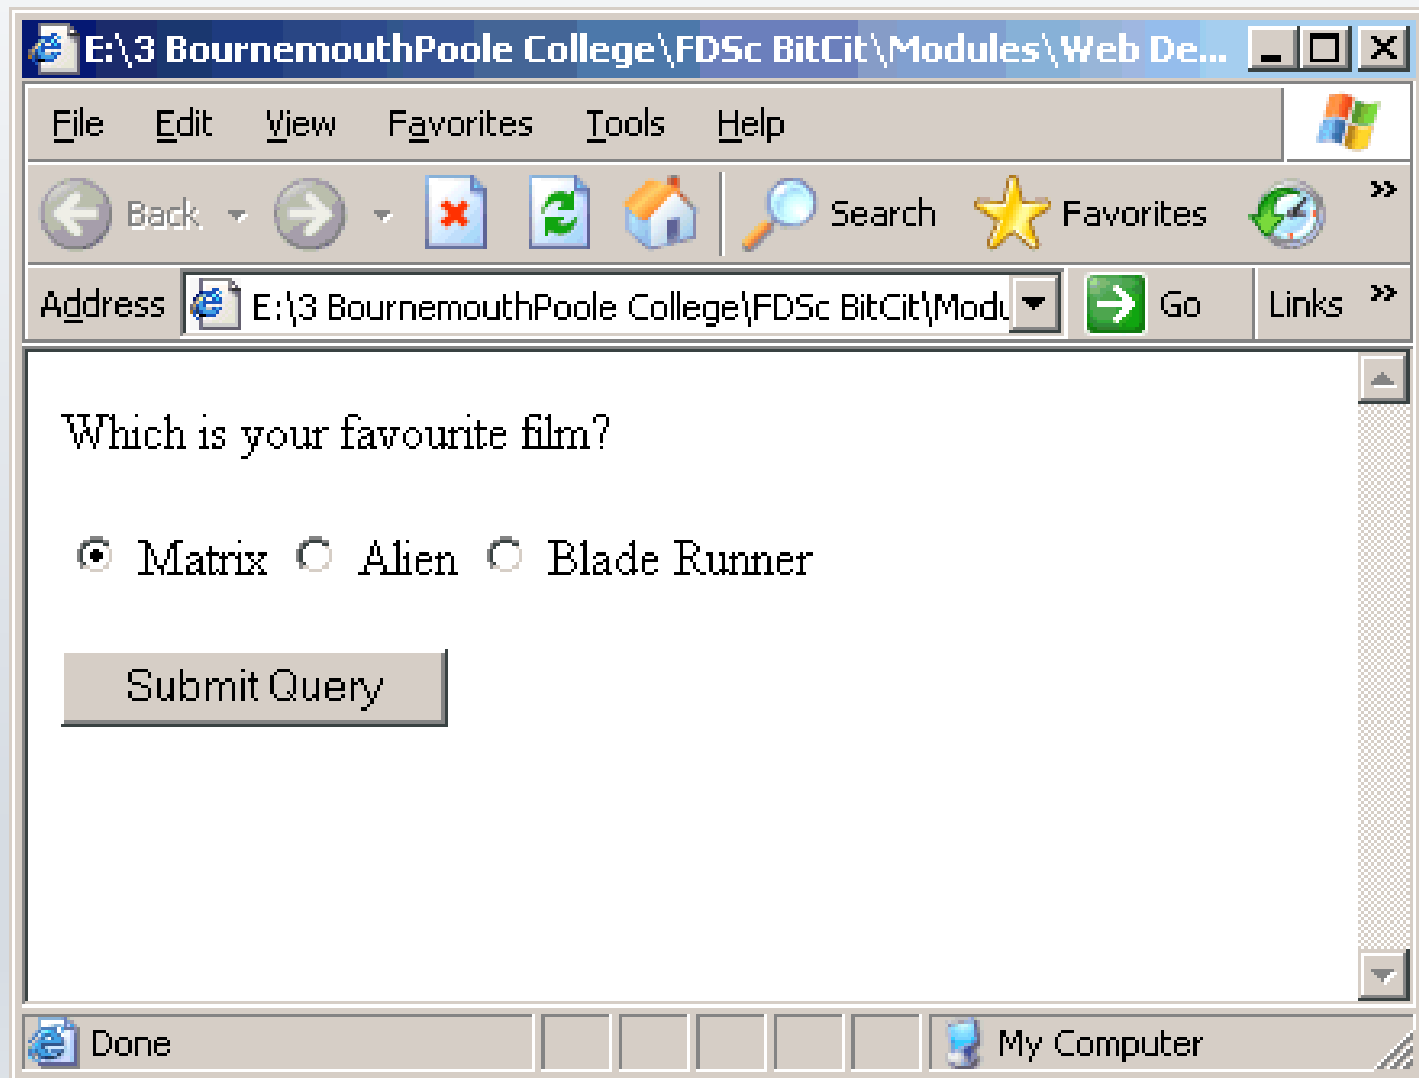 E:\3 BournemouthPoole College\FDSc BitCit\Modules\Web De...
File Edit View Favorites Tools Help
Back Search Favorites »
Address E:\3 BournemouthPoole College\FDSc BitCit\Modu Go Links »
Which is your favourite film?
Matrix Alien Blade Runner
Submit Query
Done My Computer